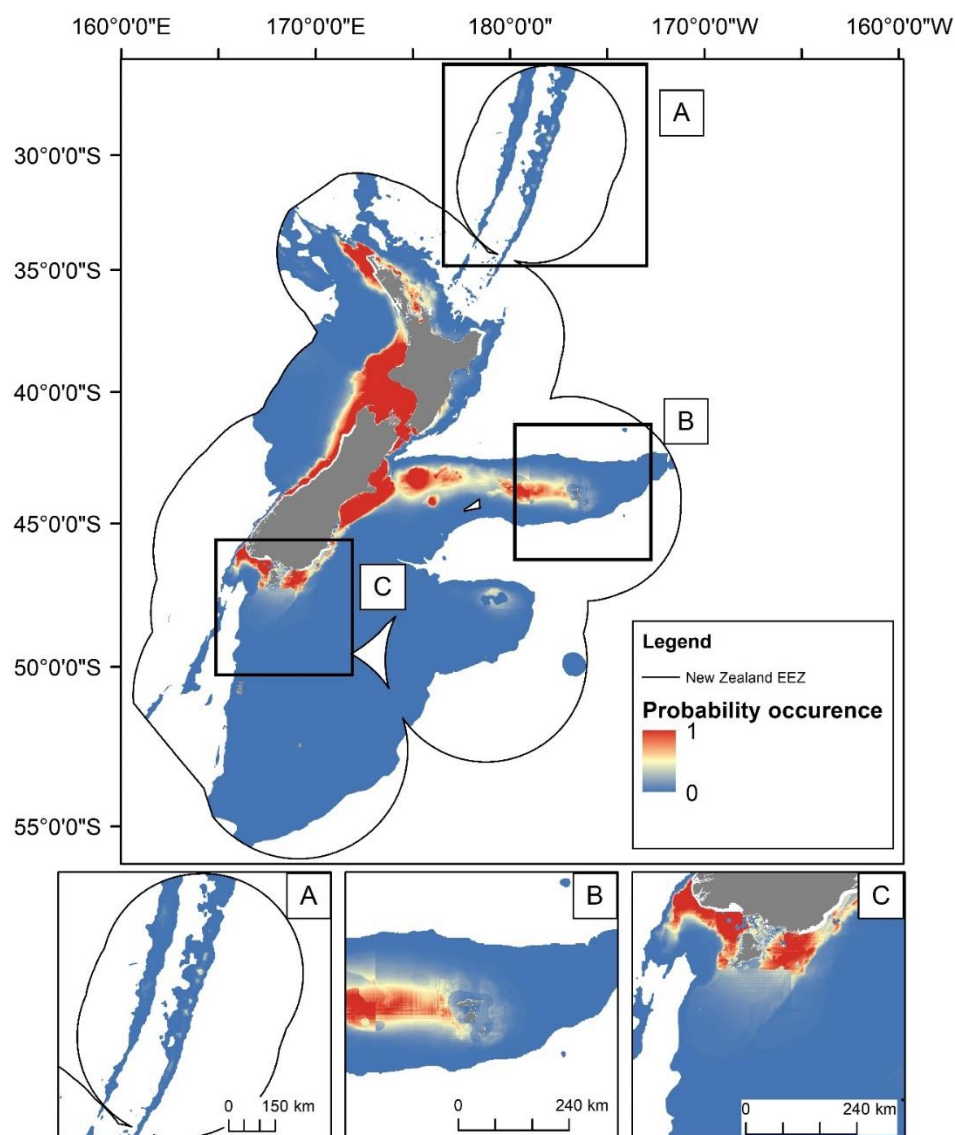 160°0'0"E 170°0'0"E 180°0'0" 170°0'0"W 160°0'0"W
A
30°0'0"S
35°0'0"S
40°0'0"S
B
45°0'0"S
C
50°0'0"S
55°0'0"S
Legend
New Zealand EEZ
Probability occurence
1
0
A
0 150 km
B
0 240 km
C
0 240 km